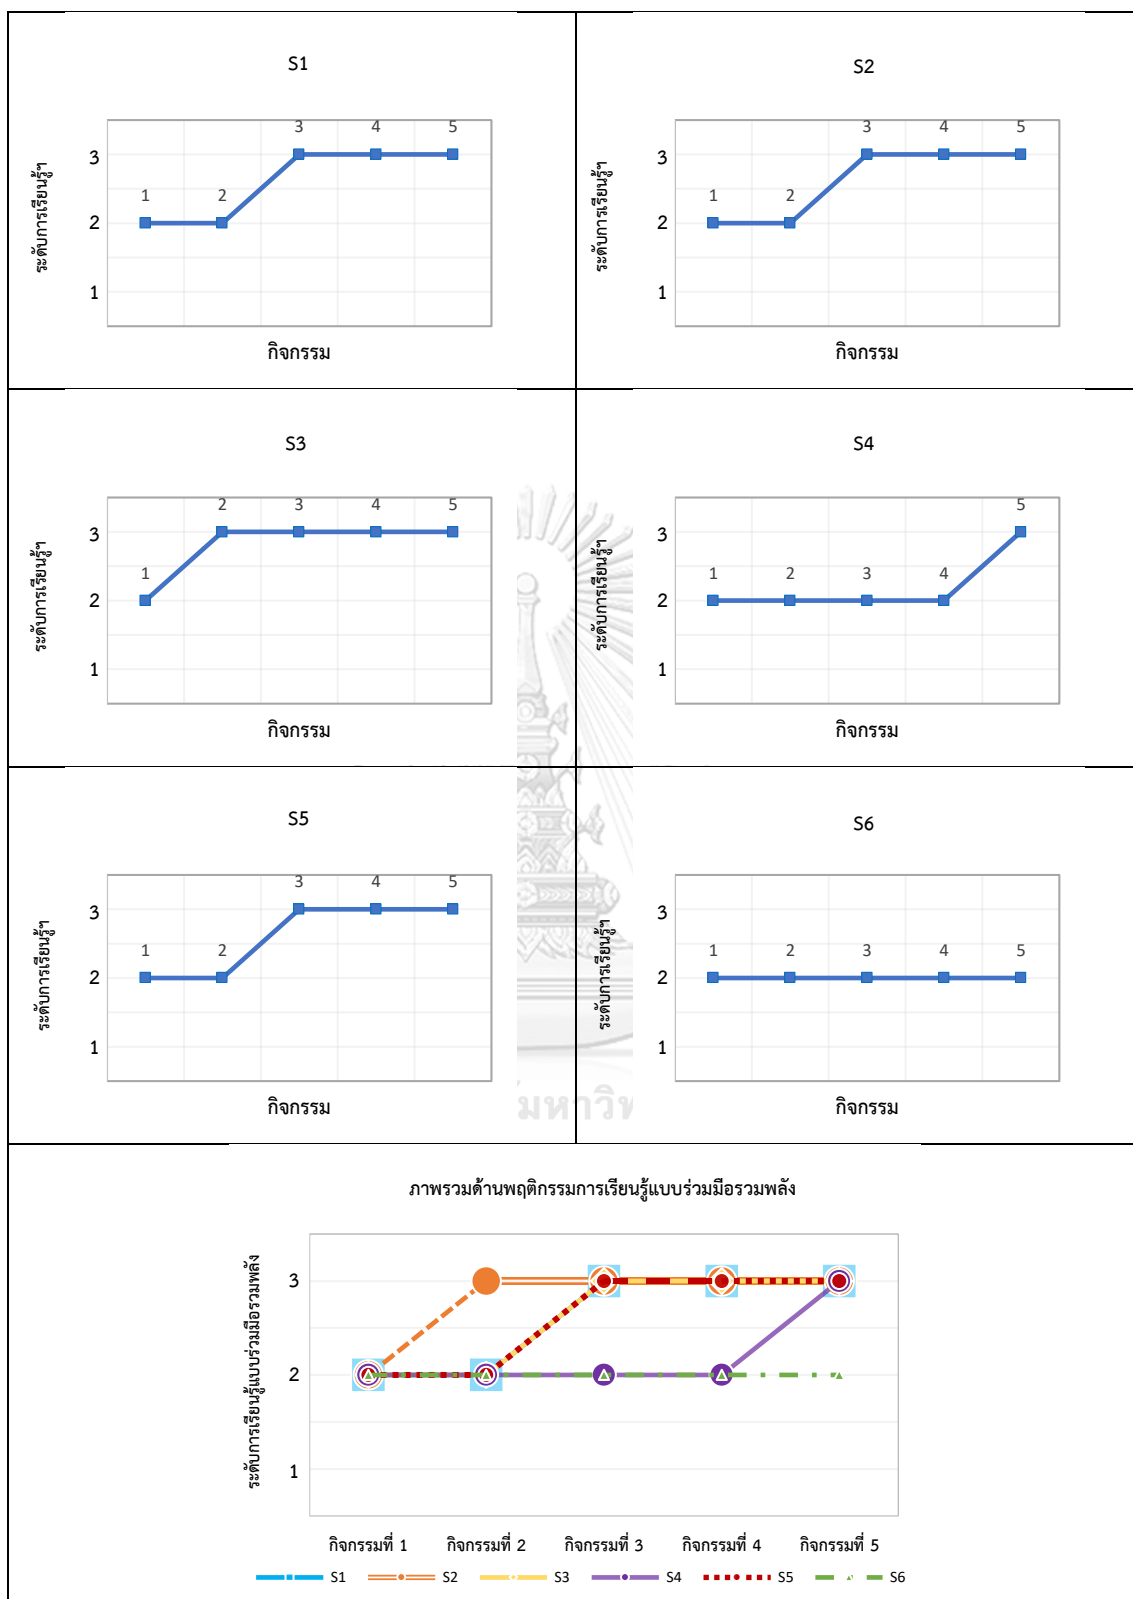 S1
3 4 5
3
1 2
2
1
ระดับการเรียนรู้ฯ
กิจกรรม
S2
3 4 5
3
1 2
2
1
ระดับการเรียนรู้ฯ
กิจกรรม
S3
2 3 4 5
3
1
2
1
ระดับการเรียนรู้ฯ
กิจกรรม
S4
5
3
1 2 3 4
2
1
ระดับการเรียนรู้ฯ
กิจกรรม
S5
3 4 5
3
1 2
2
1
ระดับการเรียนรู้ฯ
กิจกรรม
S6
3
1 2 3 4 5
2
1
ระดับการเรียนรู้ฯ
กิจกรรม
มหาวิท
ภาพรวมด้านพฤติกรรมการเรียนรู้แบบร่วมมือรวมพลัง
ระดับการเรียนรู้แบบร่วมมือรวมพลัง
3
2
1
กิจกรรมที่ 1 กิจกรรมที่ 2 กิจกรรมที่ 3 กิจกรรมที่ 4 กิจกรรมที่ 5
S1 S2 S3 S4 S5 S6